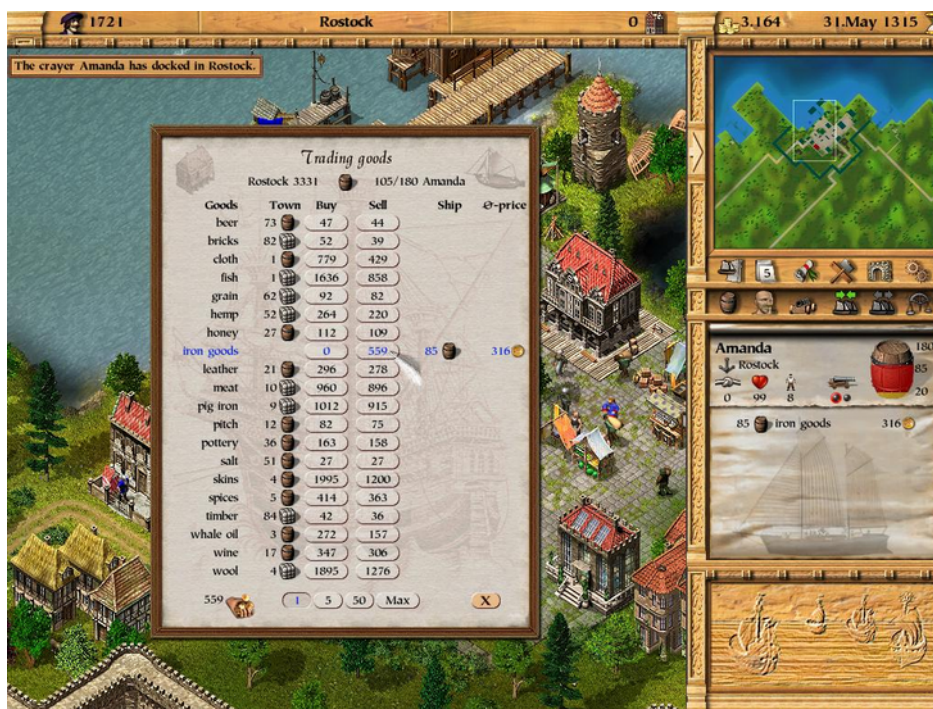 1721 Rostock 0 3.164 31.May 1315
The crayer Amanda has docked in Rostock.
Trading goods
Rostock 3331 105/180 Amanda
Goods Town Buy Sell Ship Ø-price
beer 73 47 44
bricks 82 52 39
cloth 1 779 429
fish 1 1636 858
grain 62 92 82
hemp 52 264 220
honey 27 112 109
iron goods 0 559 85 316
leather 21 296 278
meat 10 960 896
pig iron 9 1012 915
pitch 12 82 75
pottery 36 163 158
salt 51 27 27
skins 4 1995 1200
spices 5 414 363
timber 84 42 36
whale oil 3 272 157
wine 17 347 306
wool 4 1895 1276
559 1 5 50 Max X
5
Amanda 180
Rostock 85
0 99 8 20
85 iron goods 316